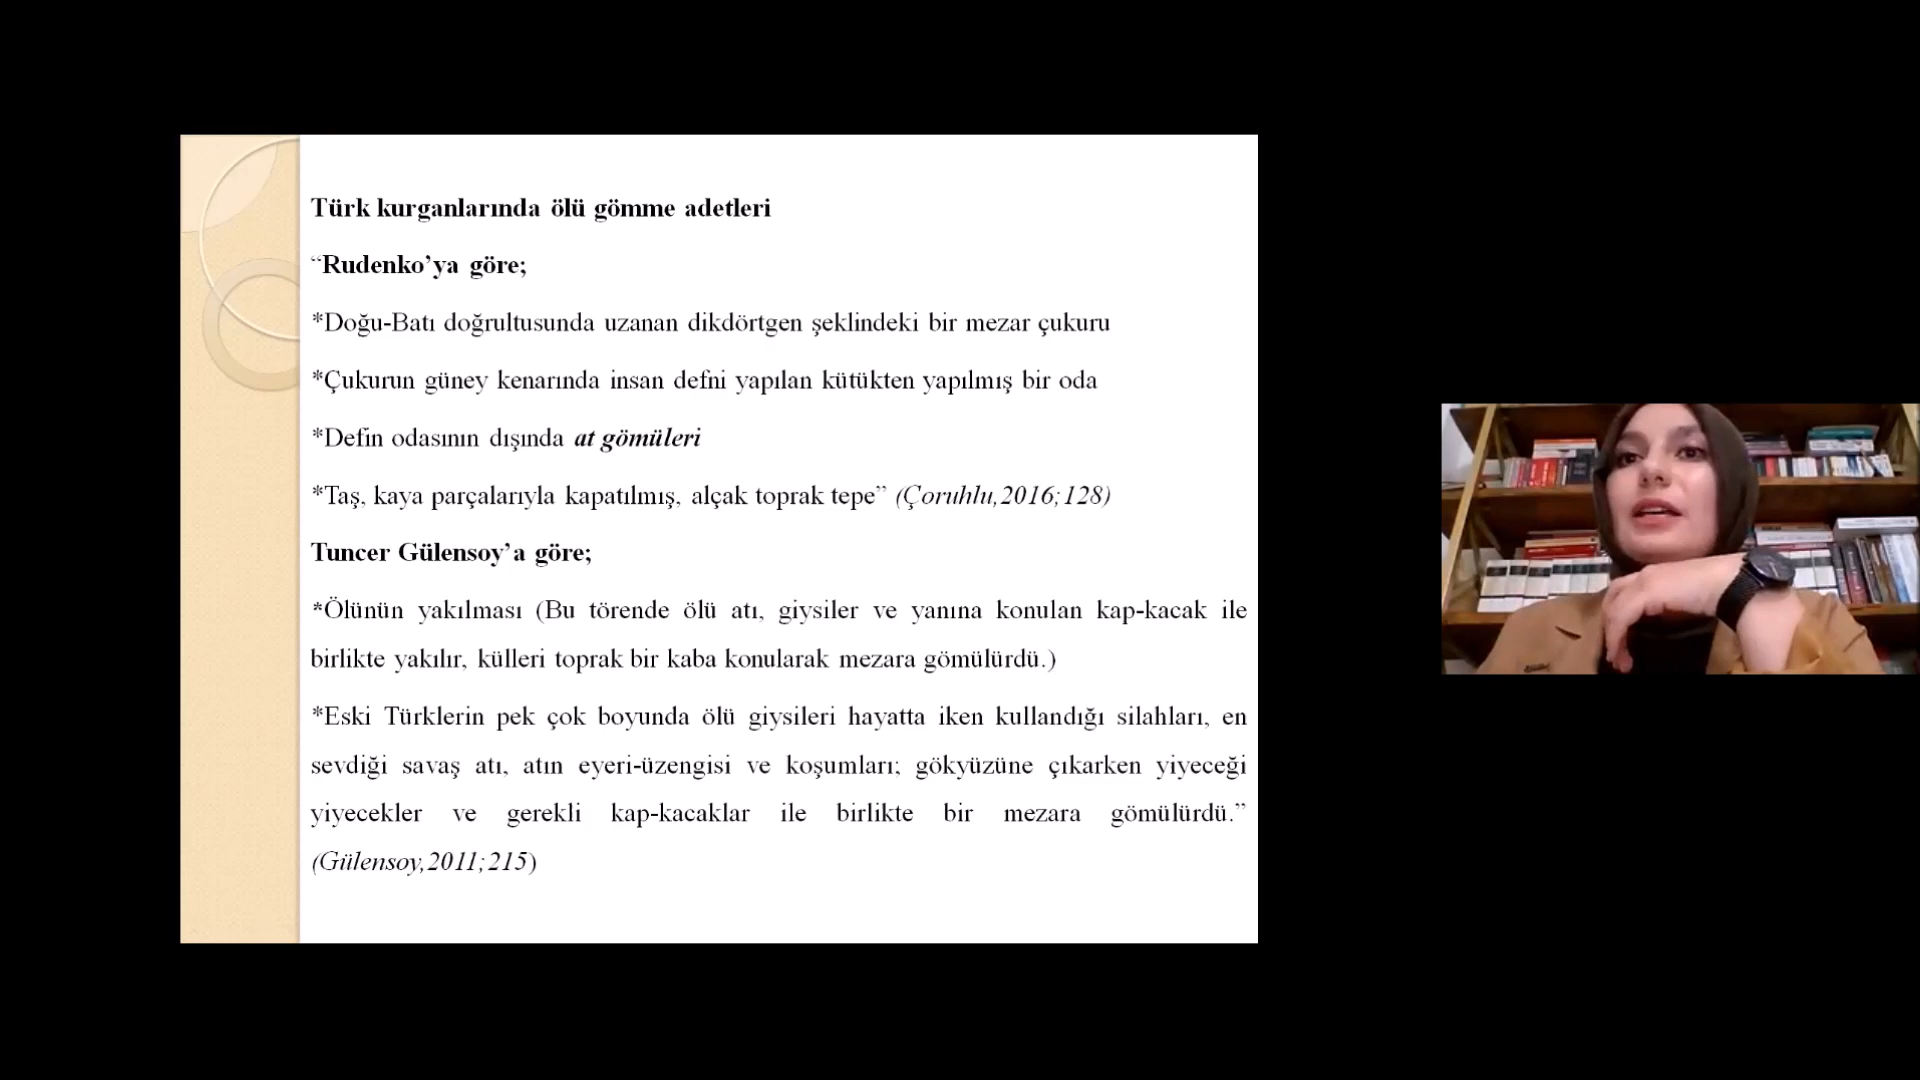 Türk kurganlarında ölü gömme adetleri
“Rudenko’ya göre;
*Doğu-Batı doğrultusunda uzanan dikdörtgen şeklindeki bir mezar çukuru
*Çukurun güney kenarında insan defni yapılan kütükten yapılmış bir oda
*Defin odasının dışında at gömüleri
*Taş, kaya parçalarıyla kapatılmış, alçak toprak tepe” (Çoruhlu,2016;128)
Tuncer Gülensoy’a göre;
*Ölünün yakılması (Bu törende ölü atı, giysiler ve yanına konulan kap-kacak ile
birlikte yakılır, külleri toprak bir kaba konularak mezara gömülürdü.)
*Eski Türklerin pek çok boyunda ölü giysileri hayatta iken kullandığı silahları, en
sevdiği savaş atı, atın eyeri-üzengisi ve koşumları; gökyüzüne çıkarken yiyeceği
yiyecekler ve gerekli kap-kacaklar ile birlikte bir mezara gömülürdü.”
(Gülensoy,2011;215)